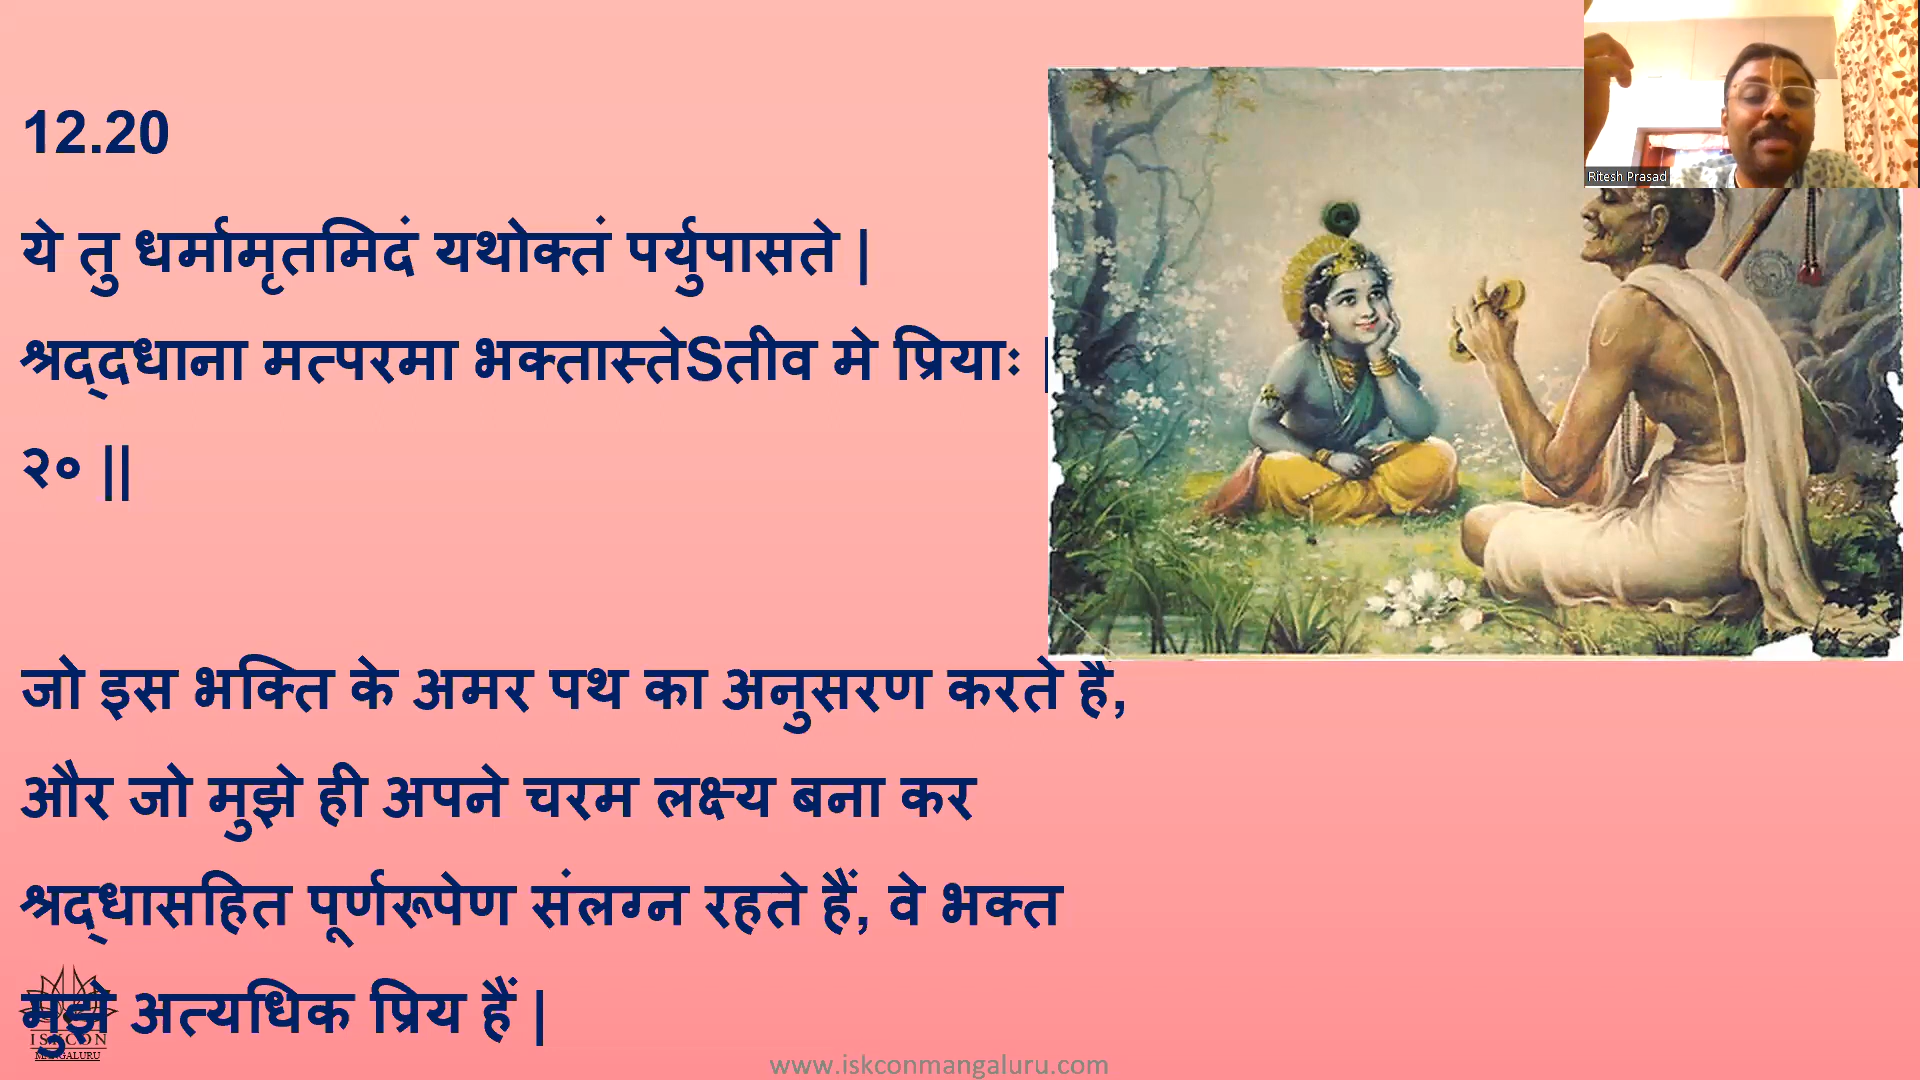 12.20
ये तु धर्मामृतमिदं यथोक्तं पर्युपासते |
श्रद्दधाना मत्परमा भक्तास्तेSतीव मे प्रियाः |
२० ||
जो इस भक्ति के अमर पथ का अनुसरण करते हैं,
और जो मुझे ही अपने चरम लक्ष्य बना कर
श्रद्धासहित पूर्णरूपेण संलग्न रहते हैं, वे भक्त
मुझे अत्यधिक प्रिय हैं |
Ritesh Prasad
ISKCON
MANGALURU
www.iskconmangaluru.com